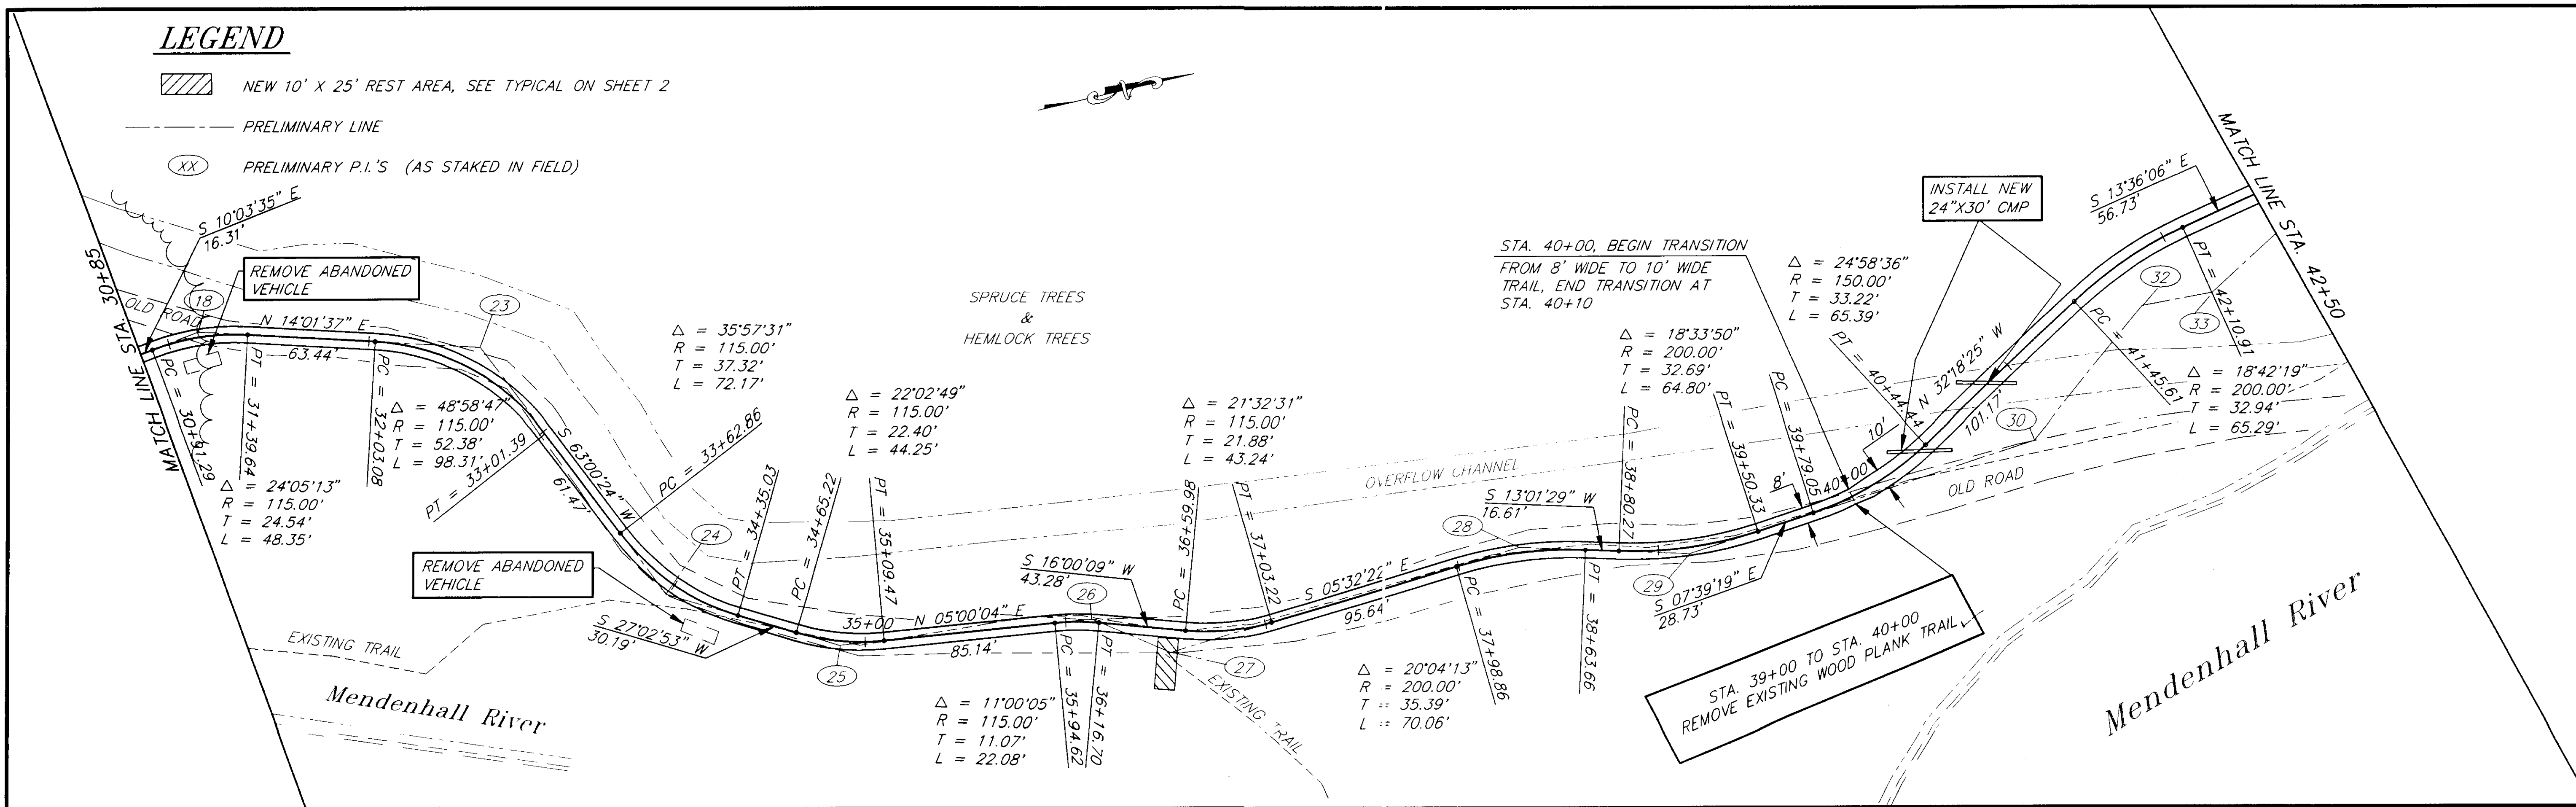 LEGEND
NEW 10' X 25' REST AREA, SEE TYPICAL ON SHEET 2
PRELIMINARY LINE
XX
PRELIMINARY P.I.'S (AS STAKED IN FIELD)
MATCH LINE STA. 30+85
S 10°03'35" E
16.31'
REMOVE ABANDONED
VEHICLE
OLD ROAD
18
N 14°01'37" E
63.44'
PC = 30+91.29
PT = 31+39.64
PC = 32+03.08
Δ = 24°05'13"
R = 115.00'
T = 24.54'
L = 48.35'
Δ = 48°58'47"
R = 115.00'
T = 52.38'
L = 98.31'
23
PT = 33+01.39
S 63°00'24" W
61.47'
PC = 33+62.86
Δ = 35°57'31"
R = 115.00'
T = 37.32'
L = 72.17'
24
REMOVE ABANDONED
VEHICLE
S 27°02'53" W
30.19'
PT = 34+35.03
PC = 34+65.22
Δ = 22°02'49"
R = 115.00'
T = 22.40'
L = 44.25'
PT = 35+09.47
35+00
25
N 05°00'04" E
85.14'
EXISTING TRAIL
Mendenhall River
SPRUCE TREES
&
HEMLOCK TREES
Δ = 11°00'05"
R = 115.00'
T = 11.07'
L = 22.08'
PC = 35+94.62
PT = 36+16.70
S 16°00'09" W
43.28'
26
27
EXISTING TRAIL
Δ = 21°32'31"
R = 115.00'
T = 21.88'
L = 43.24'
PC = 36+59.98
PT = 37+03.22
OVERFLOW CHANNEL
S 05°32'22" E
95.64'
Δ = 20°04'13"
R = 200.00'
T = 35.39'
L = 70.06'
PC = 37+98.86
28
S 13°01'29" W
16.61'
PT = 38+63.66
PC = 38+80.27
Δ = 18°33'50"
R = 200.00'
T = 32.69'
L = 64.80'
29
S 07°39'19" E
28.73'
PT = 39+50.33
PC = 39+79.05
STA. 40+00, BEGIN TRANSITION
FROM 8' WIDE TO 10' WIDE
TRAIL, END TRANSITION AT
STA. 40+10
8'
40+00
10'
Δ = 24°58'36"
R = 150.00'
T = 33.22'
L = 65.39'
PT = 40+44.44
N 32°18'25" W
101.17'
INSTALL NEW
24"X30' CMP
30
OLD ROAD
STA. 39+00 TO STA. 40+00
REMOVE EXISTING WOOD PLANK TRAIL
S 13°36'06" E
56.73'
PC = 41+45.61
PT = 42+10.91
32
33
Δ = 18°42'19"
R = 200.00'
T = 32.94'
L = 65.29'
MATCH LINE STA. 42+50
Mendenhall River